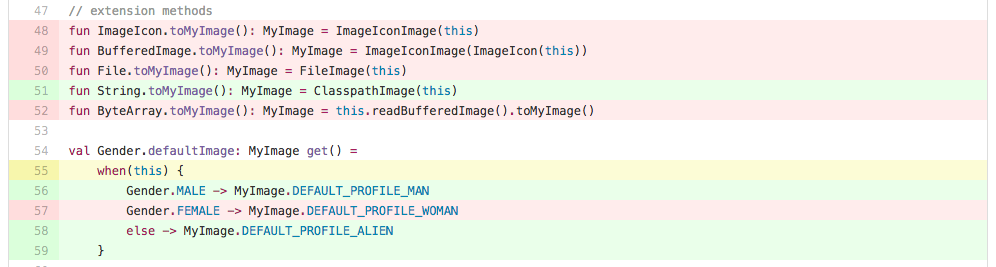 47 // extension methods
48 fun ImageIcon.toMyImage(): MyImage = ImageIconImage(this)
49 fun BufferedImage.toMyImage(): MyImage = ImageIconImage(ImageIcon(this))
50 fun File.toMyImage(): MyImage = FileImage(this)
51 fun String.toMyImage(): MyImage = ClasspathImage(this)
52 fun ByteArray.toMyImage(): MyImage = this.readBufferedImage().toMyImage()
53
54 val Gender.defaultImage: MyImage get() =
55     when(this) {
56         Gender.MALE -> MyImage.DEFAULT_PROFILE_MAN
57         Gender.FEMALE -> MyImage.DEFAULT_PROFILE_WOMAN
58         else -> MyImage.DEFAULT_PROFILE_ALIEN
59     }